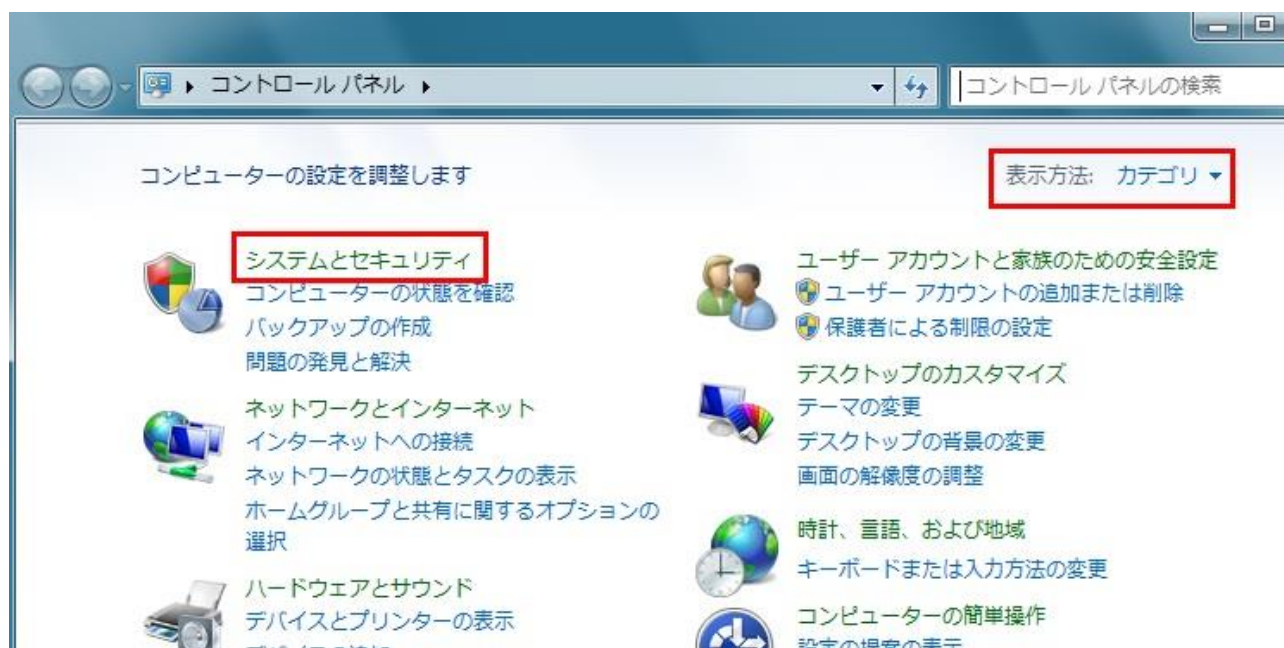 コントロール パネル
コントロール パネルの検索
コンピューターの設定を調整します
表示方法: カテゴリ
システムとセキュリティ
コンピューターの状態を確認
バックアップの作成
問題の発見と解決
ネットワークとインターネット
インターネットへの接続
ネットワークの状態とタスクの表示
ホームグループと共有に関するオプションの
選択
ハードウェアとサウンド
デバイスとプリンターの表示
ユーザー アカウントと家族のための安全設定
ユーザー アカウントの追加または削除
保護者による制限の設定
デスクトップのカスタマイズ
テーマの変更
デスクトップの背景の変更
画面の解像度の調整
時計、言語、および地域
キーボードまたは入力方法の変更
コンピューターの簡単操作
設定の提案の表示